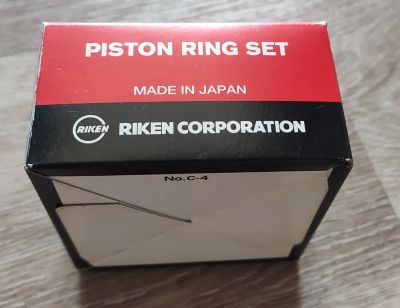 PISTON RING SET
MADE IN JAPAN
RIKEN RIKEN CORPORATION
No.C-4